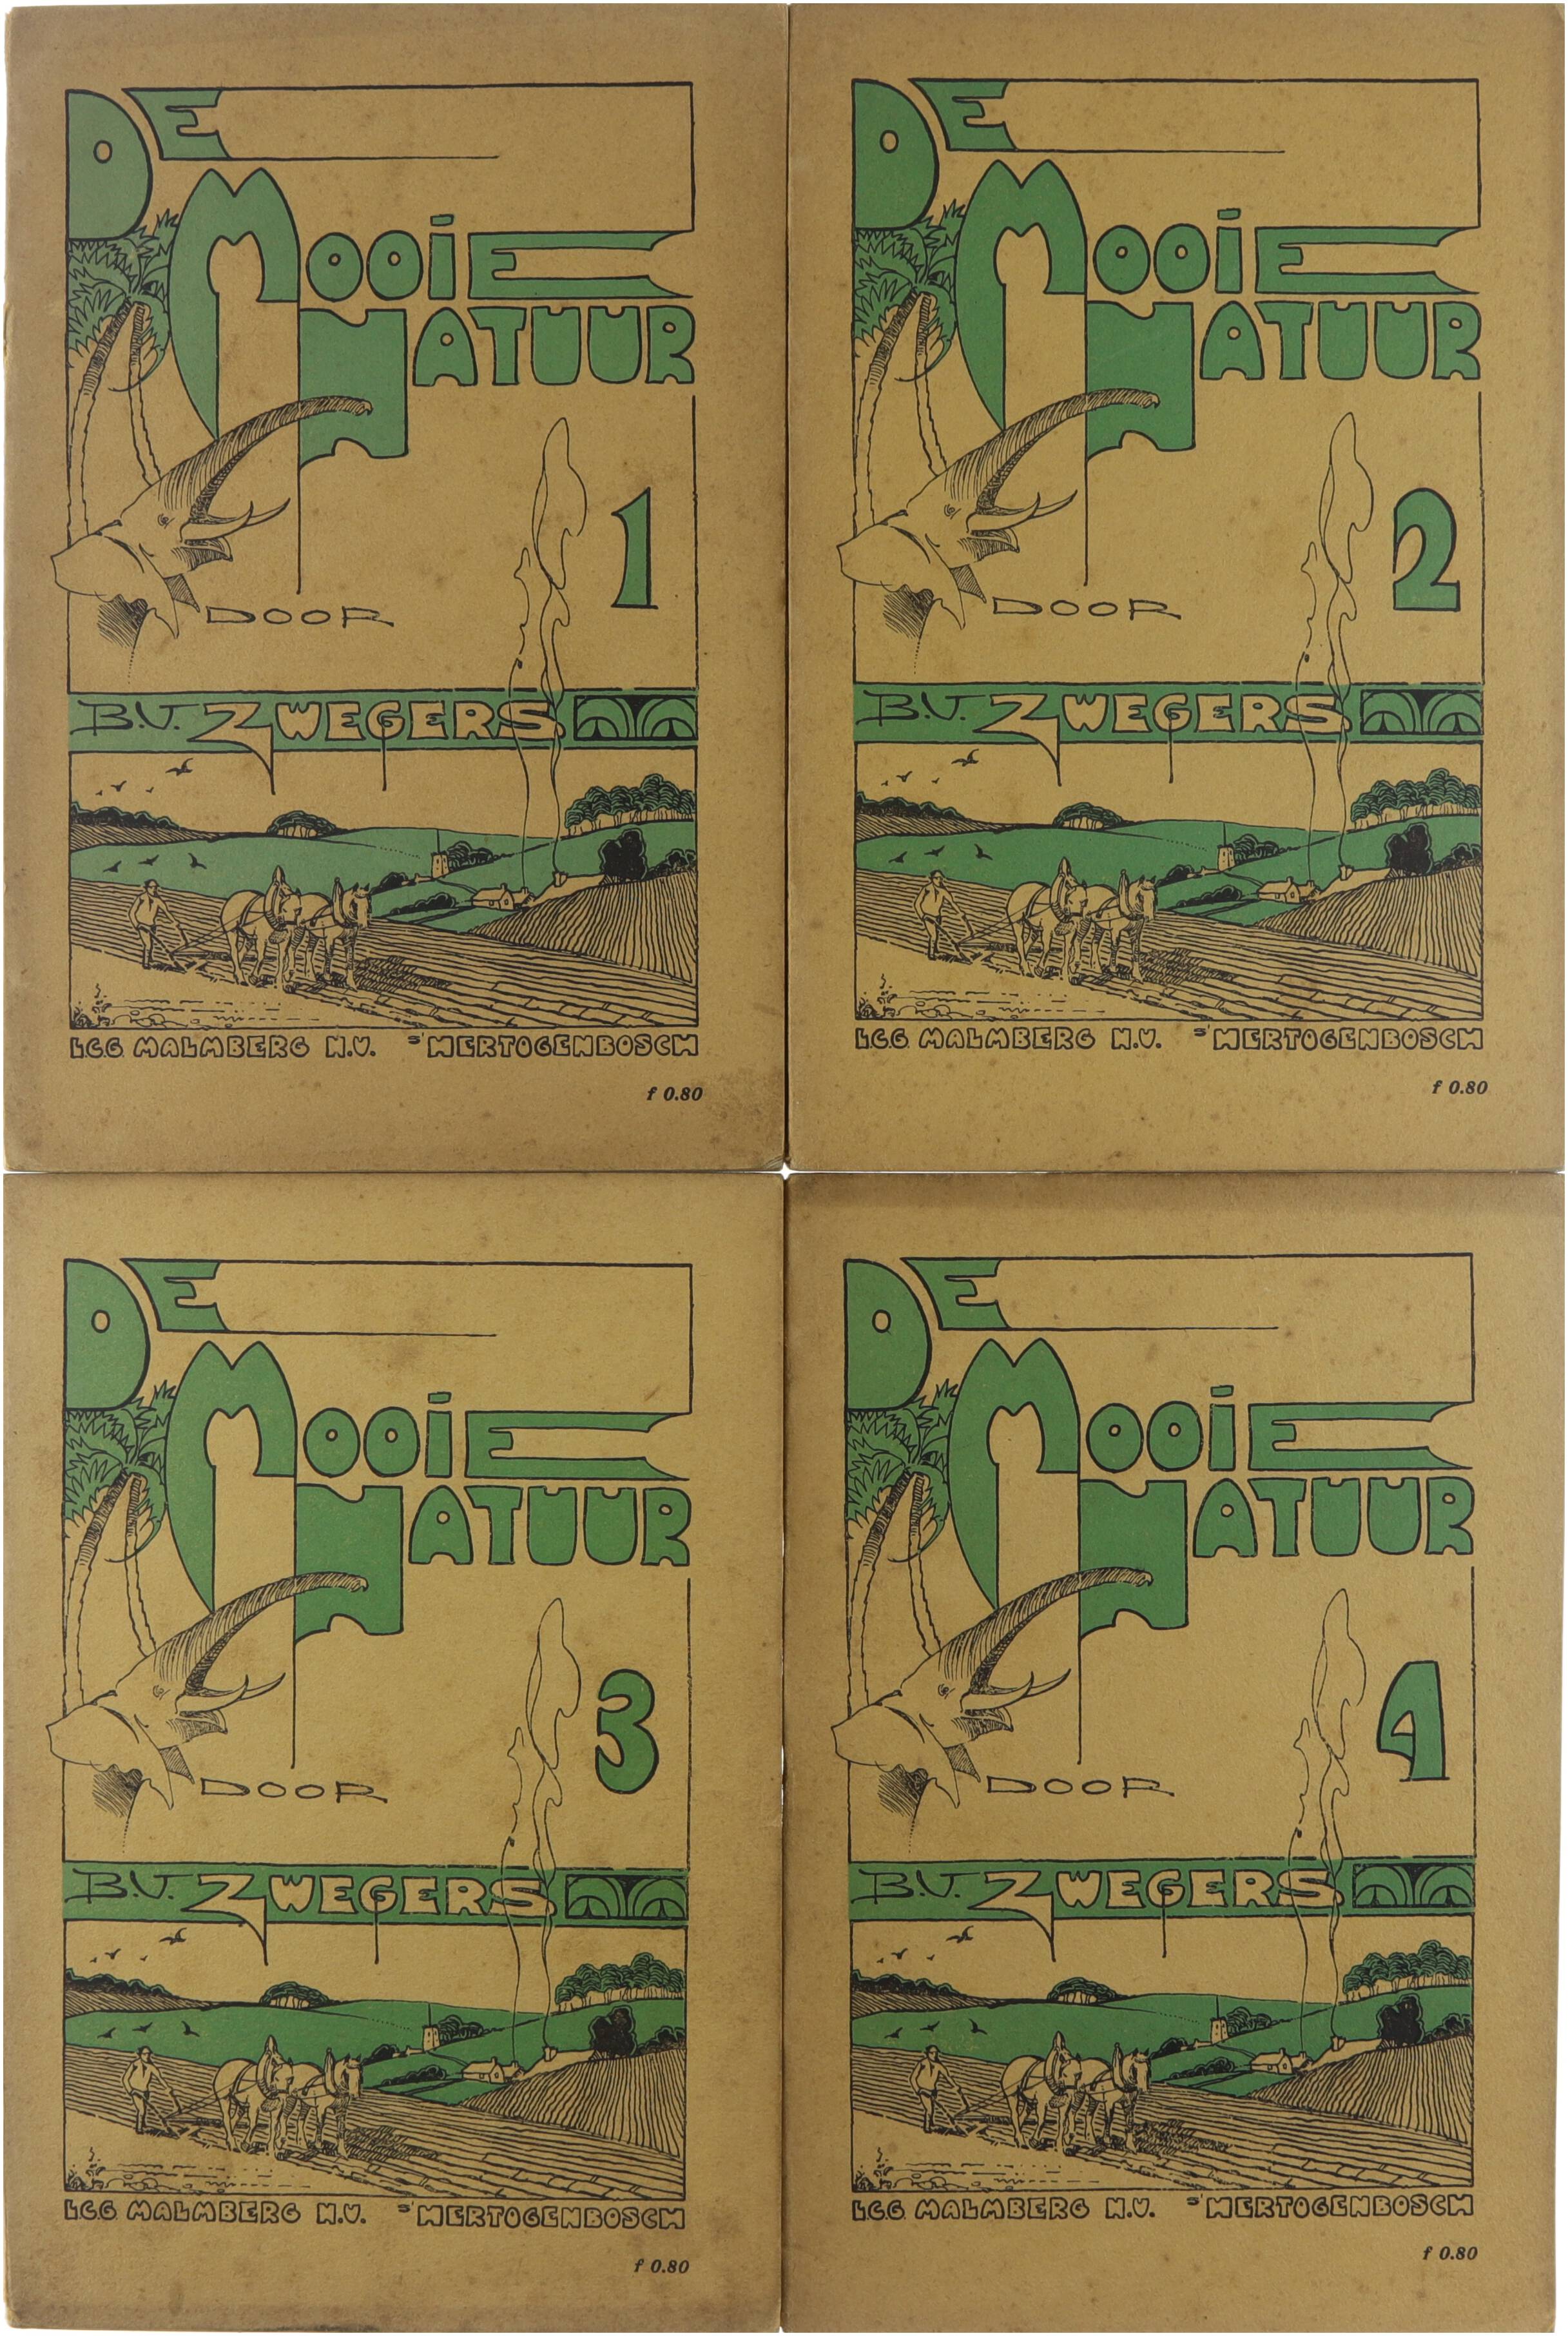 DE
MOOIE
NATUUR
1
DOOR
B.V. ZWEGERS
L.C.G. MALMBERG N.V. 's HERTOGENBOSCH
f 0.80
DE
MOOIE
NATUUR
2
DOOR
B.V. ZWEGERS
L.C.G. MALMBERG N.V. 's HERTOGENBOSCH
f 0.80
DE
MOOIE
NATUUR
3
DOOR
B.V. ZWEGERS
L.C.G. MALMBERG N.V. 's HERTOGENBOSCH
f 0.80
DE
MOOIE
NATUUR
4
DOOR
B.V. ZWEGERS
L.C.G. MALMBERG N.V. 's HERTOGENBOSCH
f 0.80